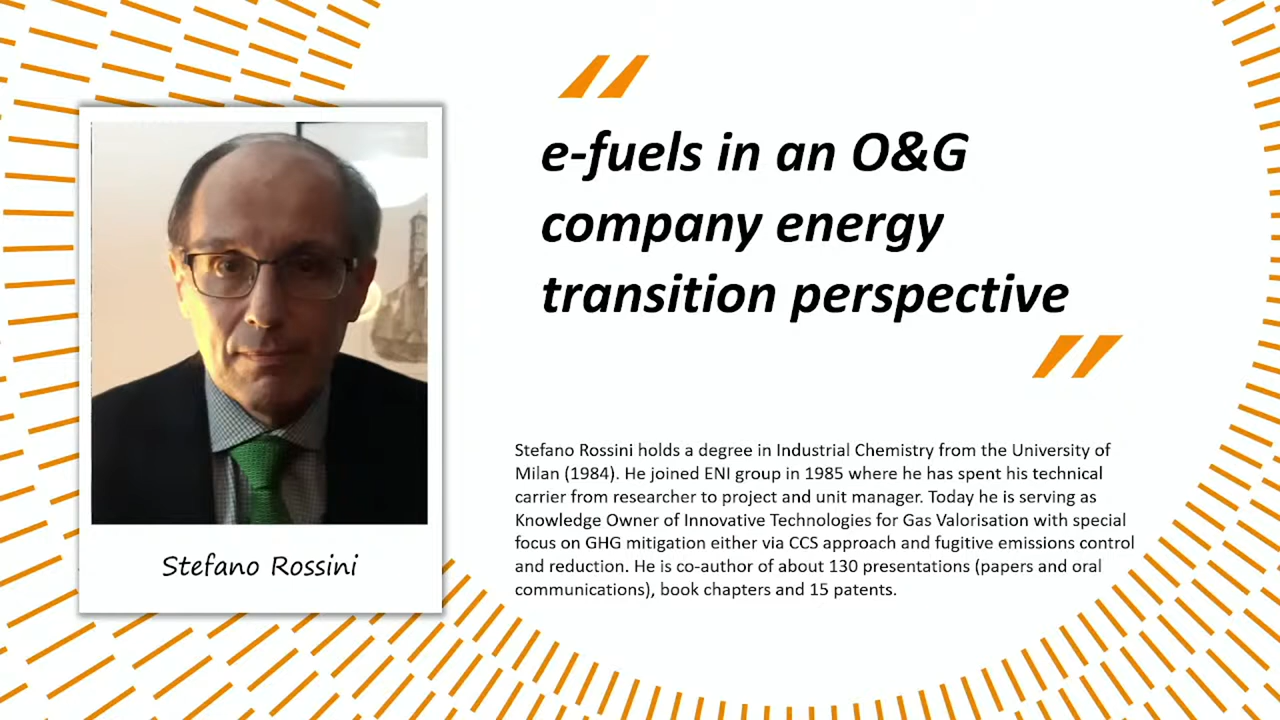 e-fuels in an O&G
company energy
transition perspective
Stefano Rossini holds a degree in Industrial Chemistry from the University of
Milan (1984). He joined ENI group in 1985 where he has spent his technical
carrier from researcher to project and unit manager. Today he is serving as
Knowledge Owner of Innovative Technologies for Gas Valorisation with special
focus on GHG mitigation either via CCS approach and fugitive emissions control
and reduction. He is co-author of about 130 presentations (papers and oral
communications), book chapters and 15 patents.
Stefano Rossini